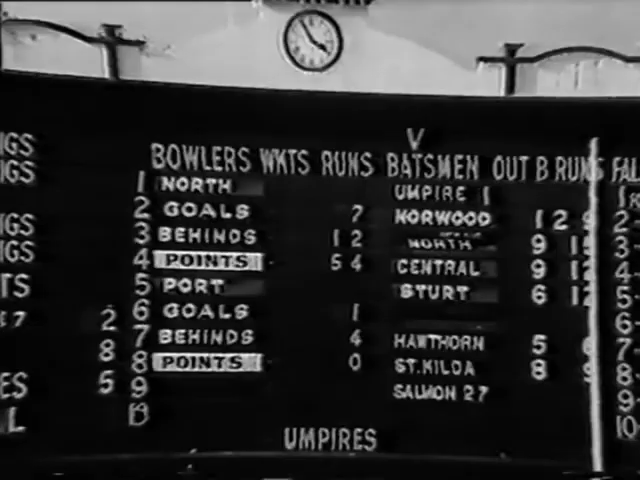 V
IGS BOWLERS WKTS RUNS BATSMEN OUT B RUNS FAL
IGS 1 NORTH UMPIRE 1 1
2 GOALS 7 NORWOOD 1 2 2-
IGS 3 BEHINDS 1 2 NORTH 9 3-
IGS 4 POINTS 5 4 CENTRAL 9 4-
TS 5 PORT STURT 6 5-
7 2 6 GOALS 1 6-
7 BEHINDS 4 HAWTHORN 5 7-
8 8 POINTS 0 ST.KILDA 8 8-
ES 5 9 SALMON 27 9-
L 10 10-
UMPIRES